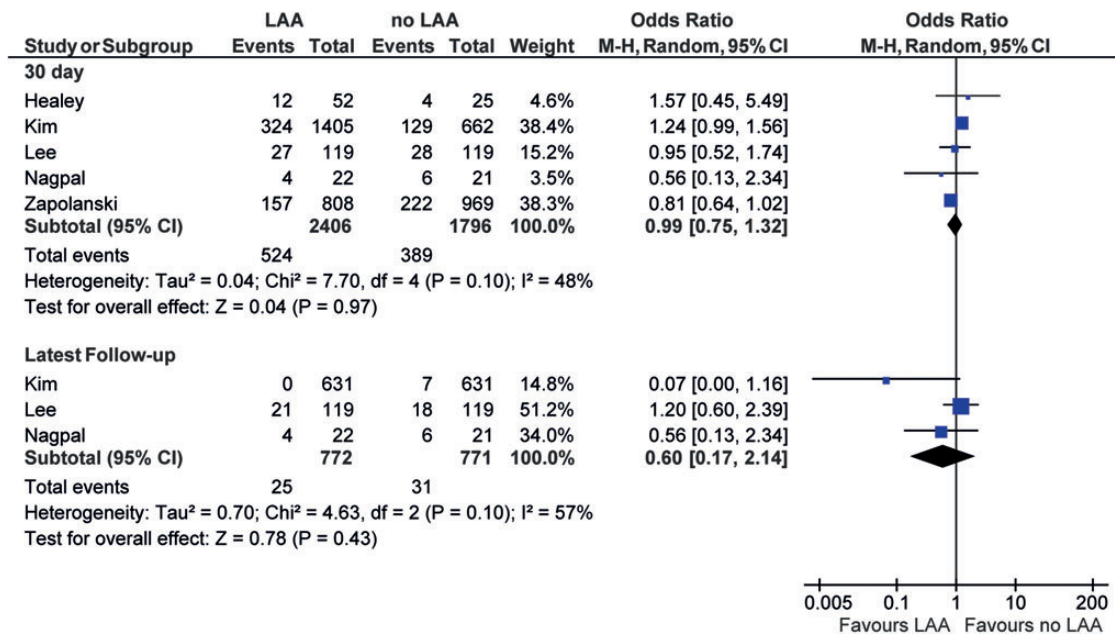 LAA no LAA Odds Ratio Odds Ratio
Study or Subgroup Events Total Events Total Weight M-H, Random, 95% CI M-H, Random, 95% CI
30 day
Healey 12 52 4 25 4.6% 1.57 [0.45, 5.49]
Kim 324 1405 129 662 38.4% 1.24 [0.99, 1.56]
Lee 27 119 28 119 15.2% 0.95 [0.52, 1.74]
Nagpal 4 22 6 21 3.5% 0.56 [0.13, 2.34]
Zapolanski 157 808 222 969 38.3% 0.81 [0.64, 1.02]
Subtotal (95% CI) 2406 1796 100.0% 0.99 [0.75, 1.32]
Total events 524 389
Heterogeneity: Tau² = 0.04; Chi² = 7.70, df = 4 (P = 0.10); I² = 48%
Test for overall effect: Z = 0.04 (P = 0.97)
Latest Follow-up
Kim 0 631 7 631 14.8% 0.07 [0.00, 1.16]
Lee 21 119 18 119 51.2% 1.20 [0.60, 2.39]
Nagpal 4 22 6 21 34.0% 0.56 [0.13, 2.34]
Subtotal (95% CI) 772 771 100.0% 0.60 [0.17, 2.14]
Total events 25 31
Heterogeneity: Tau² = 0.70; Chi² = 4.63, df = 2 (P = 0.10); I² = 57%
Test for overall effect: Z = 0.78 (P = 0.43)
0.005 0.1 1 10 200
Favours LAA Favours no LAA